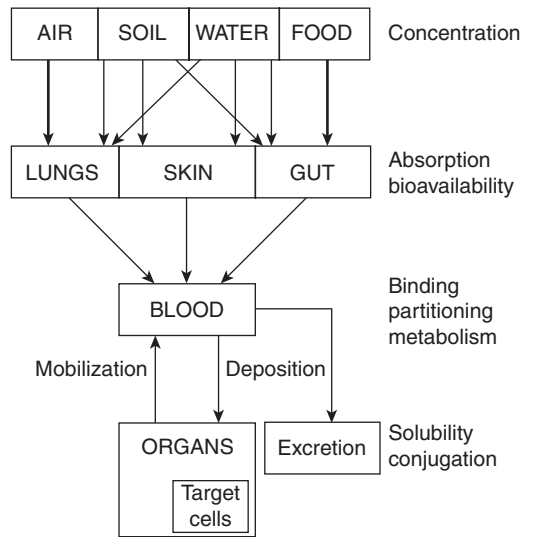 AIR SOIL WATER FOOD Concentration
LUNGS SKIN GUT Absorption
bioavailability
BLOOD Binding
partitioning
metabolism
Mobilization Deposition
ORGANS Excretion Solubility
conjugation
Target
cells